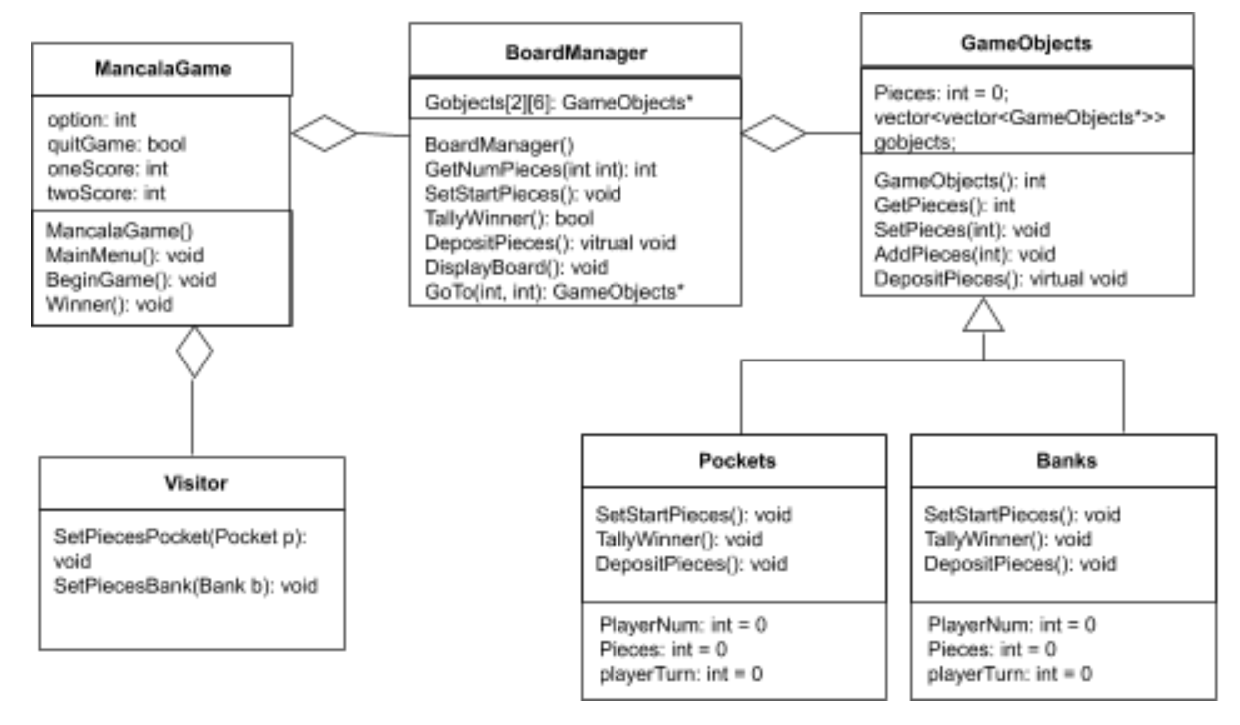 MancalaGame
option: int
quitGame: bool
oneScore: int
twoScore: int
MancalaGame()
MainMenu(): void
BeginGame(): void
Winner(): void
BoardManager
Gobjects[2][6]: GameObjects*
BoardManager()
GetNumPieces(int int): int
SetStartPieces(): void
TallyWinner(): bool
DepositPieces(): vitrual void
DisplayBoard(): void
GoTo(int, int): GameObjects*
GameObjects
Pieces: int = 0;
vector<vector<GameObjects*>>
gobjects;
GameObjects(): int
GetPieces(): int
SetPieces(int): void
AddPieces(int): void
DepositPieces(): virtual void
Visitor
SetPiecesPocket(Pocket p):
void
SetPiecesBank(Bank b): void
Pockets
SetStartPieces(): void
TallyWinner(): void
DepositPieces(): void
PlayerNum: int = 0
Pieces: int = 0
playerTurn: int = 0
Banks
SetStartPieces(): void
TallyWinner(): void
DepositPieces(): void
PlayerNum: int = 0
Pieces: int = 0
playerTurn: int = 0